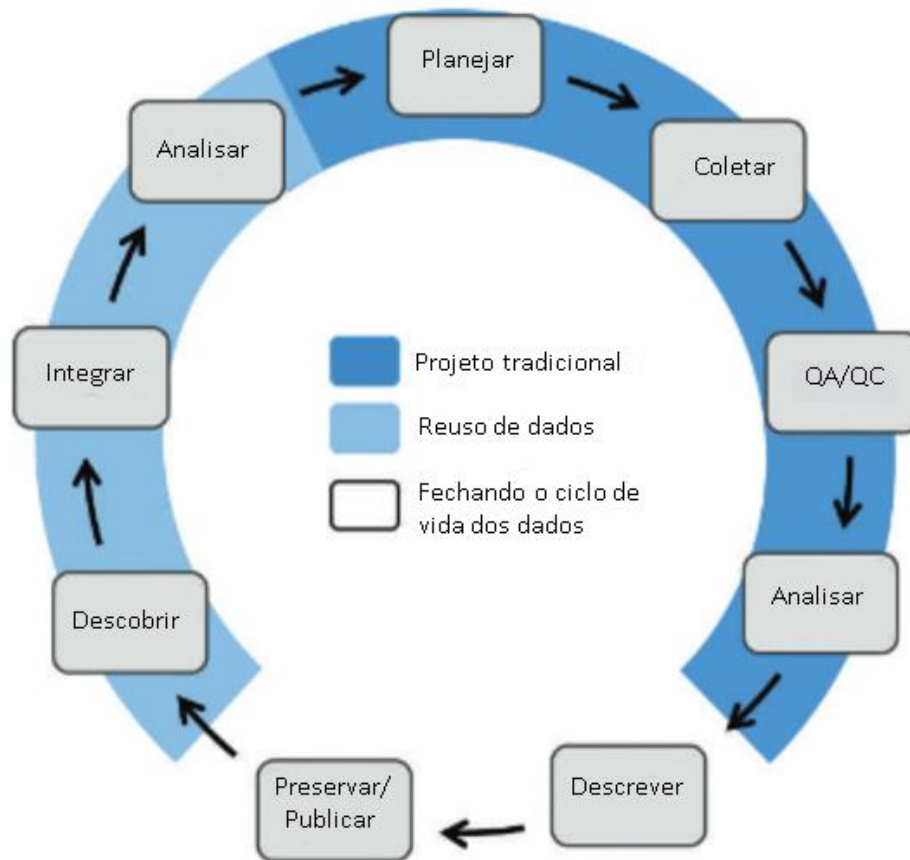 Planejar
Analisar
Coletar
Integrar
QA/QC
Projeto tradicional
Reuso de dados
Fechando o ciclo de
vida dos dados
Analisar
Descobrir
Preservar/
Publicar
Descrever